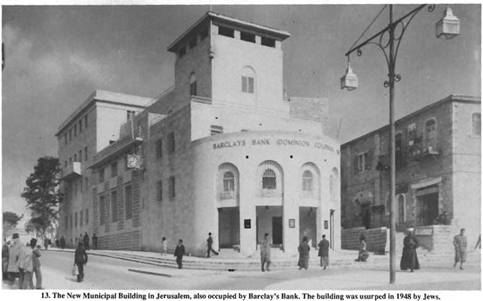 BARCLAYS BANK (DOMINION COLONIAL
13. The New Municipal Building in Jerusalem, also occupied by Barclay's Bank. The building was usurped in 1948 by Jews.